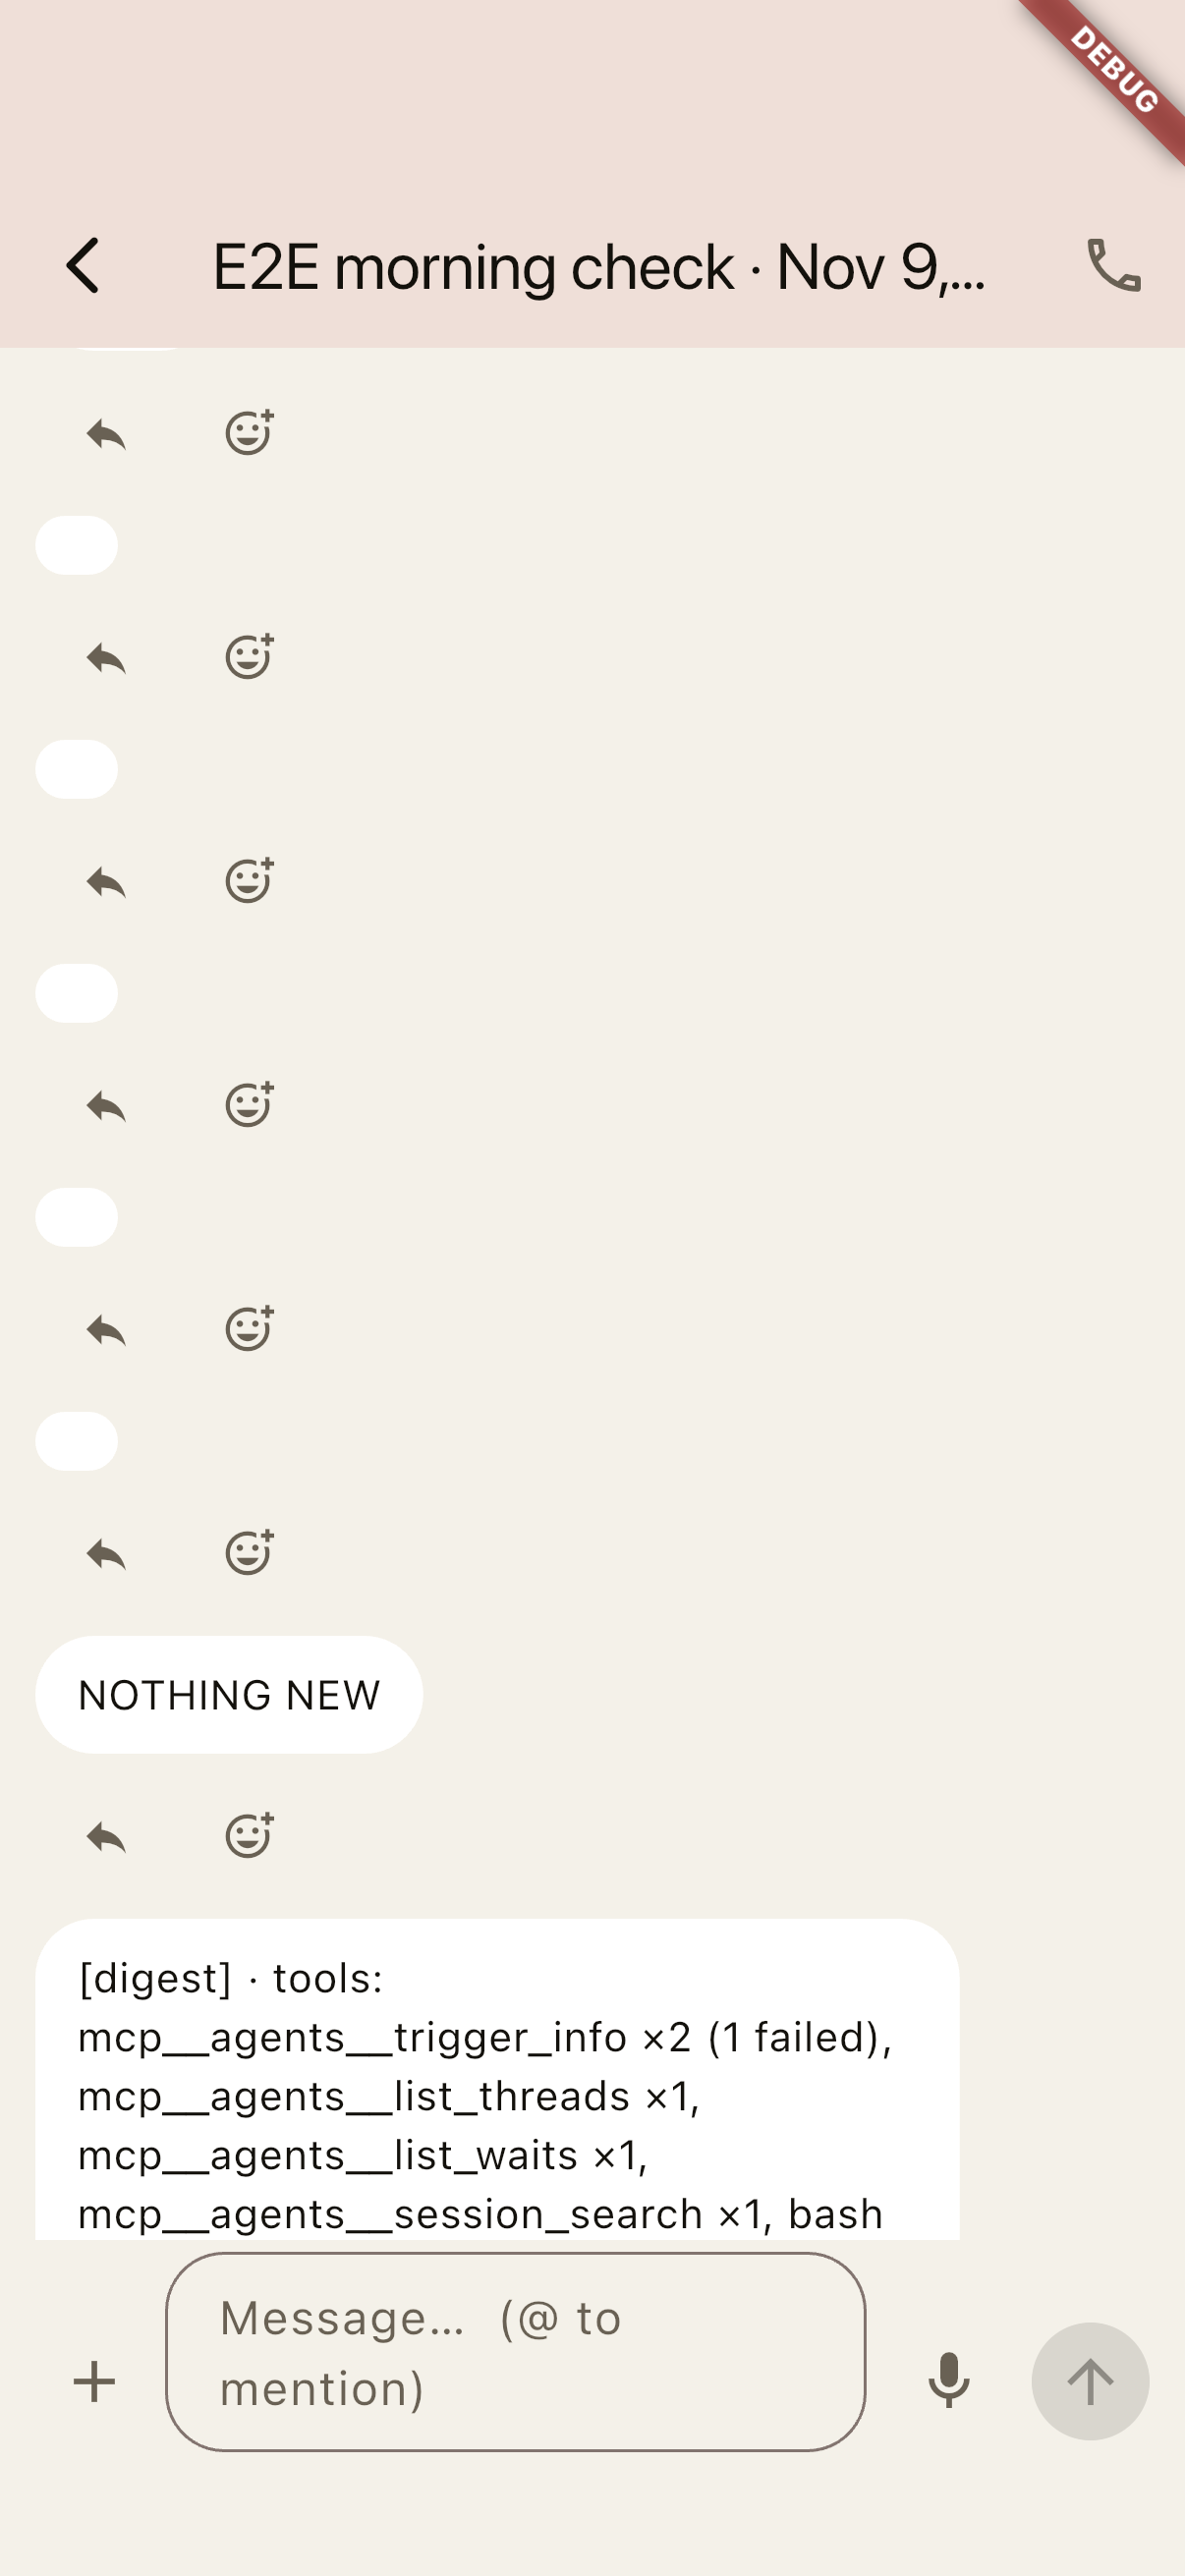 DEBUG
E2E morning check · Nov 9,...
NOTHING NEW
[digest] · tools:
mcp__agents__trigger_info ×2 (1 failed),
mcp__agents__list_threads ×1,
mcp__agents__list_waits ×1,
mcp__agents__session_search ×1, bash
Message... (@ to
mention)